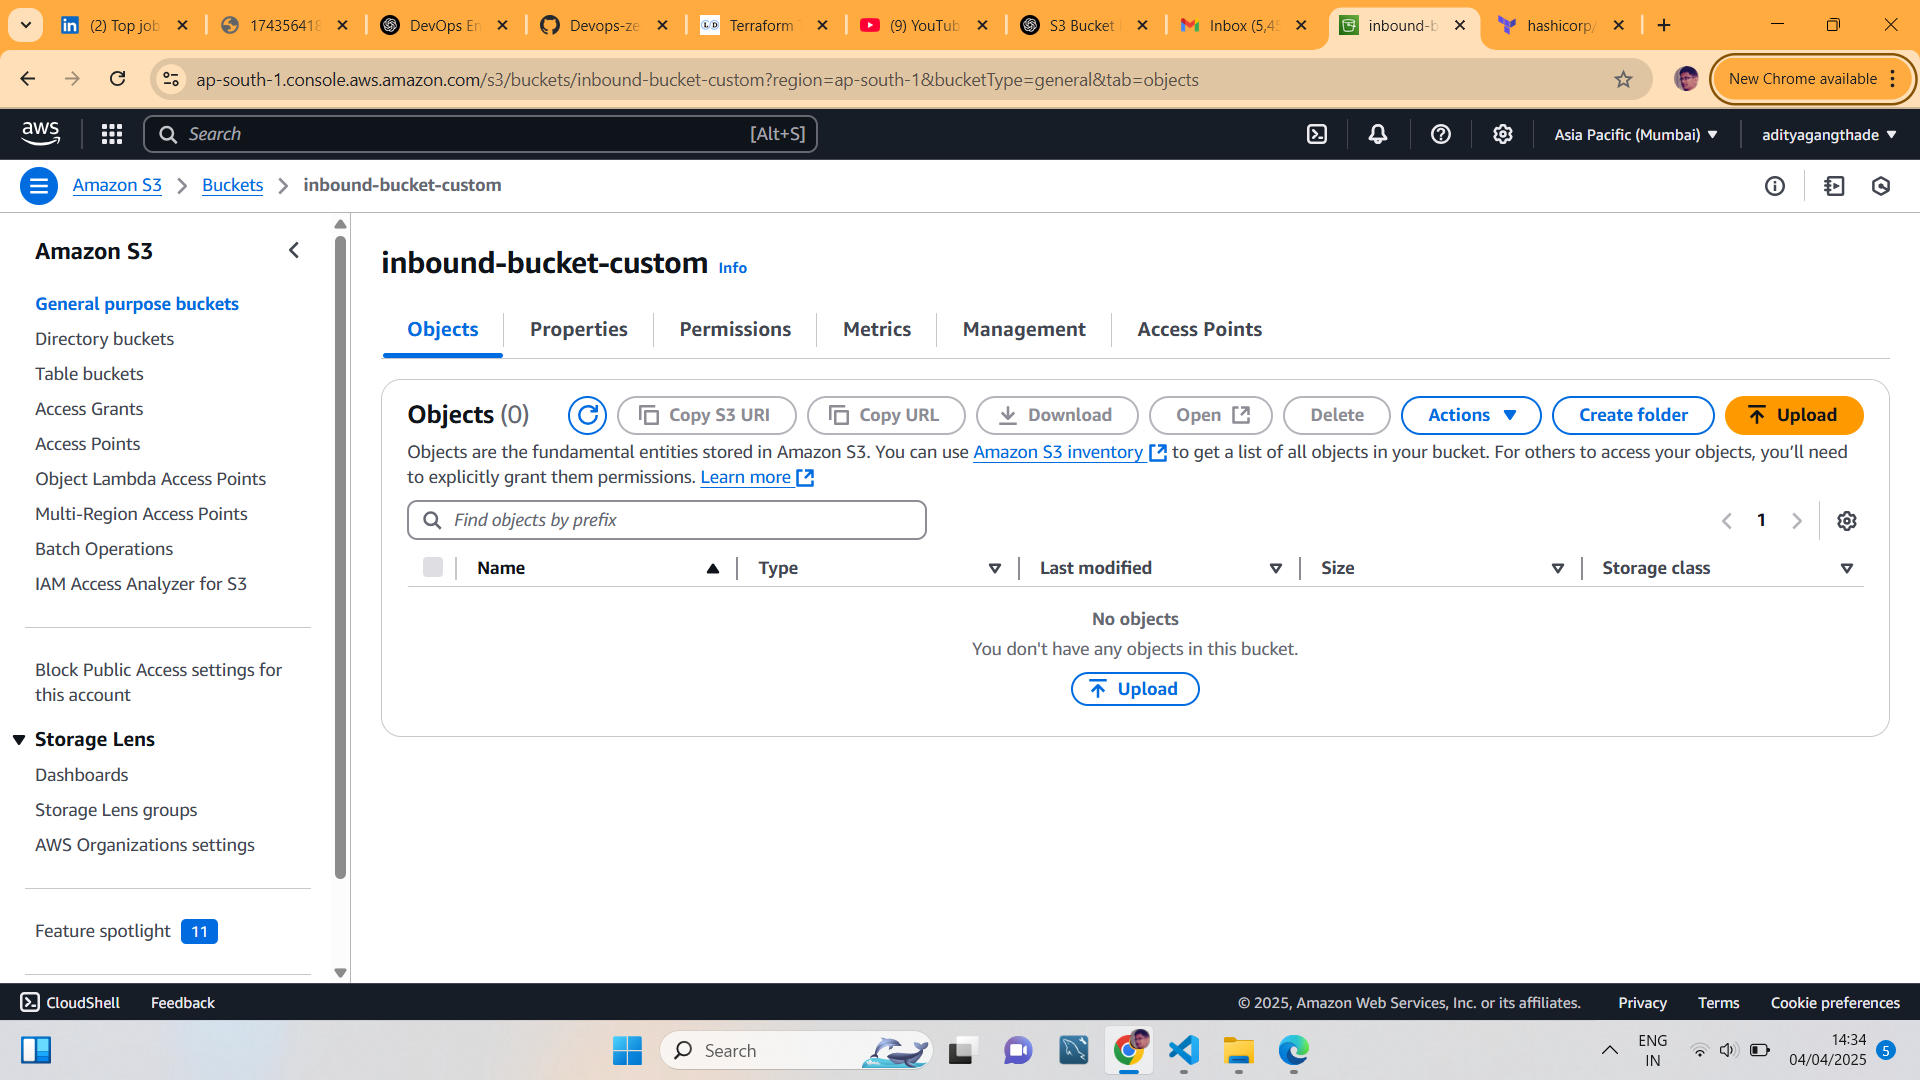 (2) Top job
174356418
DevOps En
Devops-ze
Terraform
(9) YouTub
S3 Bucket
Inbox (5,45
inbound-b
hashicorp/
ap-south-1.console.aws.amazon.com/s3/buckets/inbound-bucket-custom?region=ap-south-1&bucketType=general&tab=objects
New Chrome available
aws
Search
[Alt+S]
Asia Pacific (Mumbai)
adityagangthade
Amazon S3
Buckets
inbound-bucket-custom
Amazon S3
General purpose buckets
Directory buckets
Table buckets
Access Grants
Access Points
Object Lambda Access Points
Multi-Region Access Points
Batch Operations
IAM Access Analyzer for S3
Block Public Access settings for
this account
Storage Lens
Dashboards
Storage Lens groups
AWS Organizations settings
Feature spotlight 11
inbound-bucket-custom Info
Objects
Properties
Permissions
Metrics
Management
Access Points
Objects (0)
Copy S3 URI
Copy URL
Download
Open
Delete
Actions
Create folder
Upload
Objects are the fundamental entities stored in Amazon S3. You can use Amazon S3 inventory to get a list of all objects in your bucket. For others to access your objects, you’ll need
to explicitly grant them permissions. Learn more
Find objects by prefix
1
Name
Type
Last modified
Size
Storage class
No objects
You don't have any objects in this bucket.
Upload
CloudShell
Feedback
© 2025, Amazon Web Services, Inc. or its affiliates.
Privacy
Terms
Cookie preferences
Search
ENG
IN
14:34
04/04/2025
5